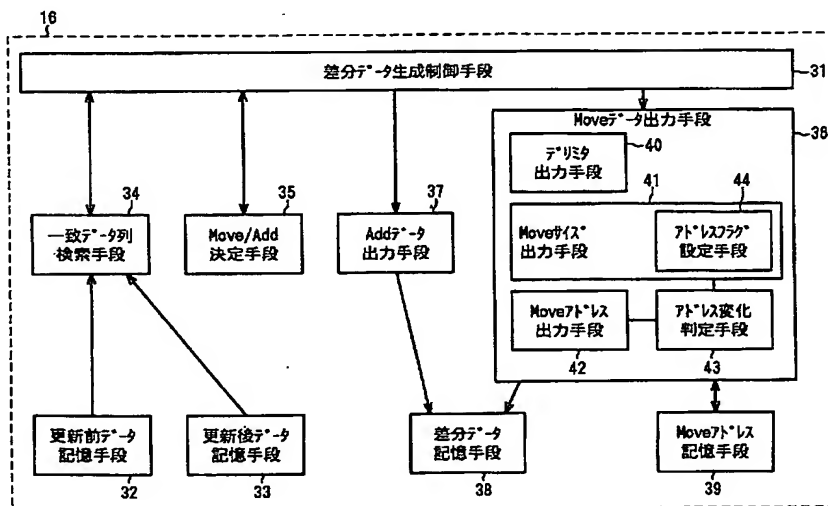 16
差分データ生成制御手段
31
Moveデータ出力手段
36
デリミタ
出力手段
40
41
44
Moveサイズ
出力手段
アドレスフラグ
設定手段
34
一致データ列
検索手段
35
Move/Add
決定手段
37
Addデータ
出力手段
Moveアドレス
出力手段
42
アドレス変化
判定手段
43
更新前データ
記憶手段
32
更新後データ
記憶手段
33
差分データ
記憶手段
38
Moveアドレス
記憶手段
39